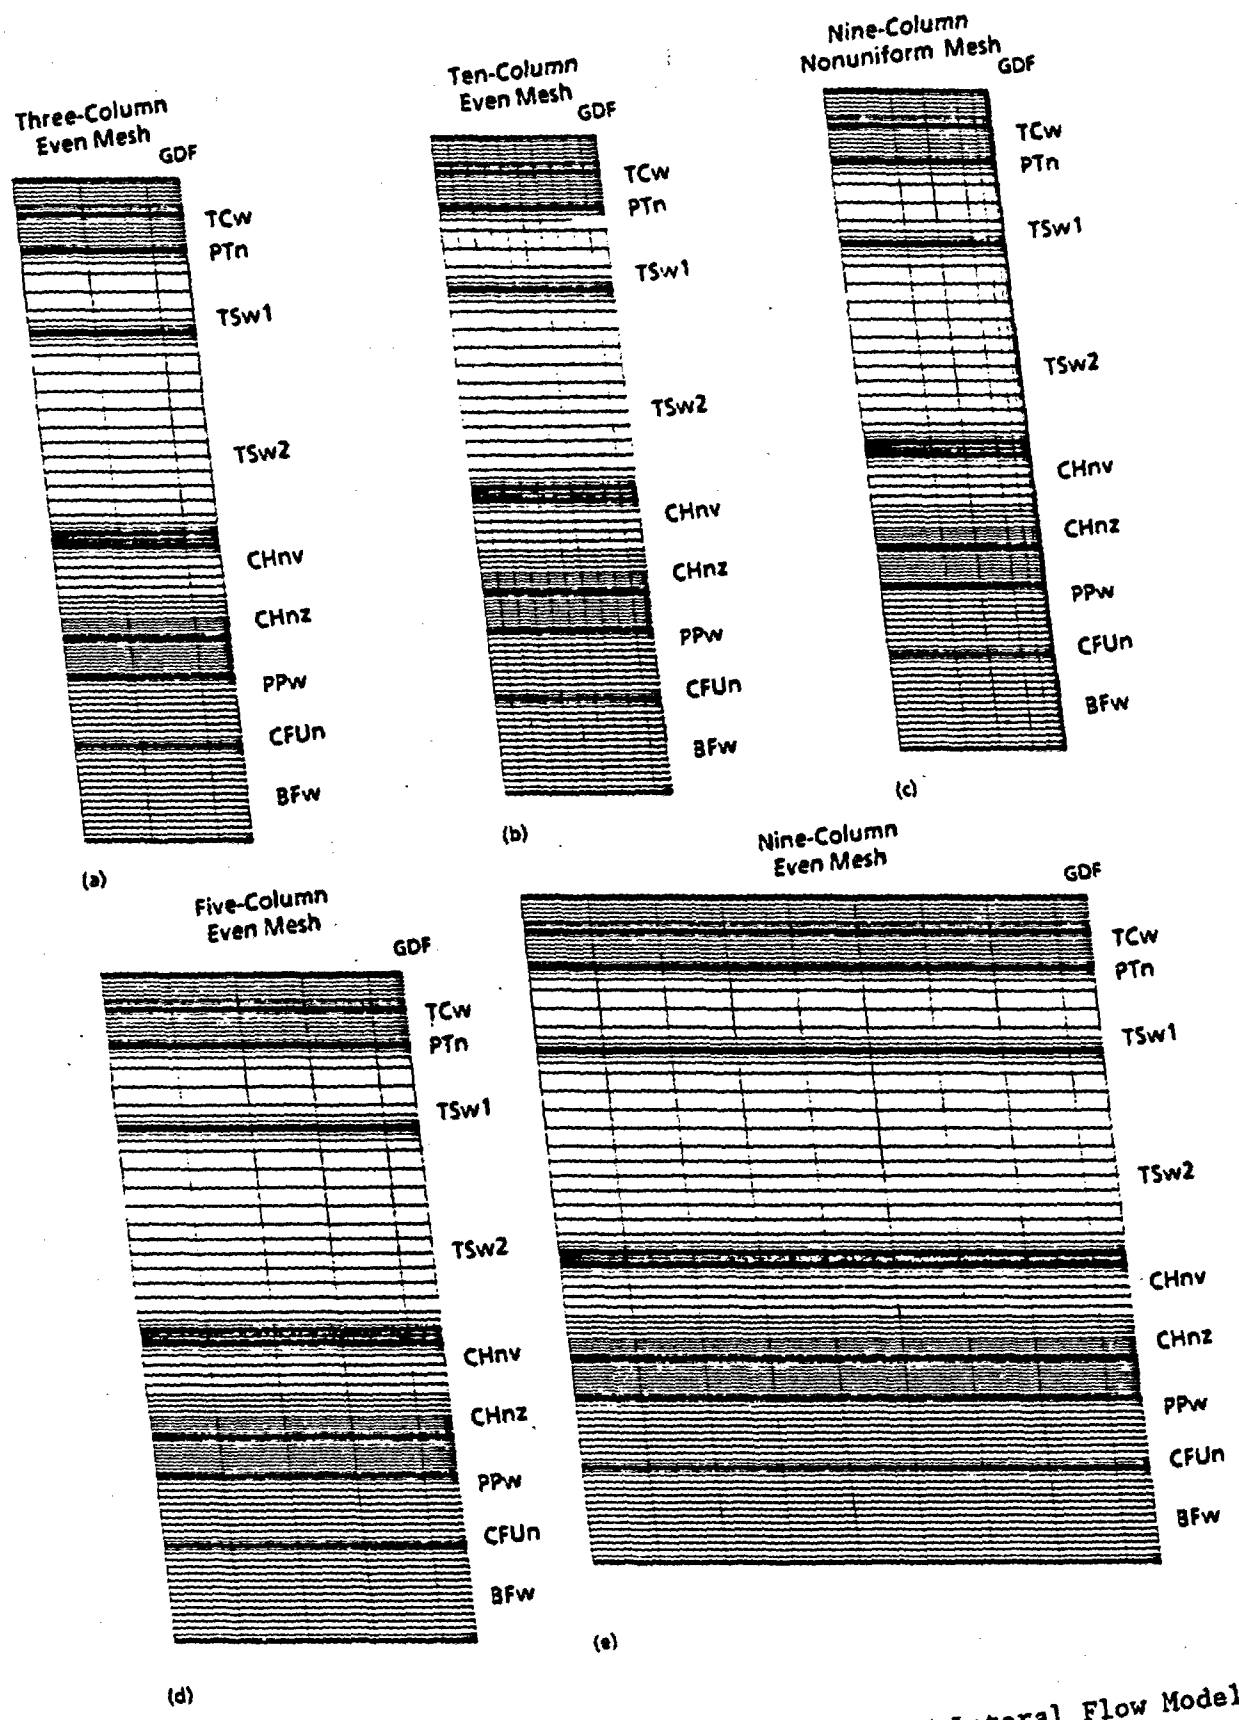 Three-Column
Even Mesh
GDF
TCw
PTn
TSw1
TSw2
CHnv
CHnz
PPw
CFUn
BFw
(a)
Ten-Column
Even Mesh
GDF
TCw
PTn
TSw1
TSw2
CHnv
CHnz
PPw
CFUn
BFw
(b)
Nine-Column
Nonuniform Mesh
GDF
TCw
PTn
TSw1
TSw2
CHnv
CHnz
PPw
CFUn
BFw
(c)
Five-Column
Even Mesh
GDF
TCw
PTn
TSw1
TSw2
CHnv
CHnz
PPw
CFUn
BFw
(d)
Nine-Column
Even Mesh
GDF
TCw
PTn
TSw1
TSw2
CHnv
CHnz
PPw
CFUn
BFw
(e)
Flow Model